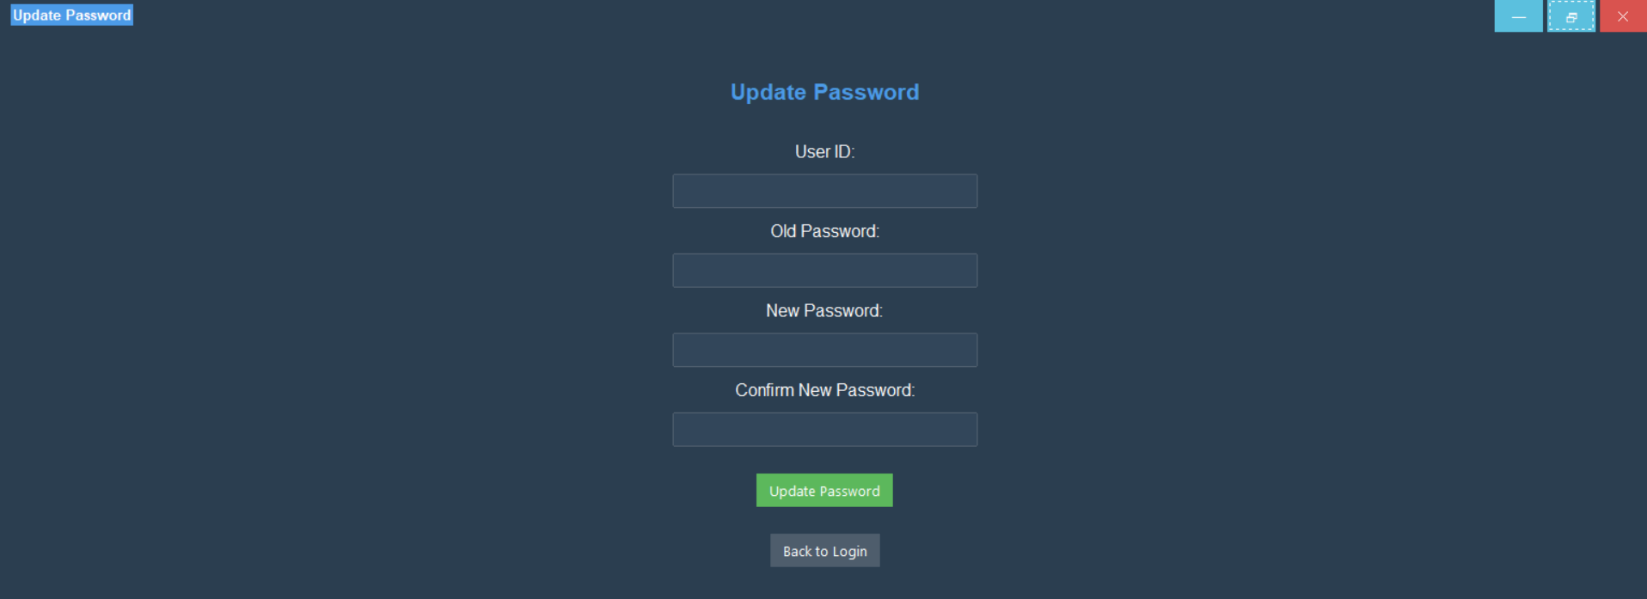 Update Password
Update Password
User ID:
Old Password:
New Password:
Confirm New Password:
Update Password
Back to Login